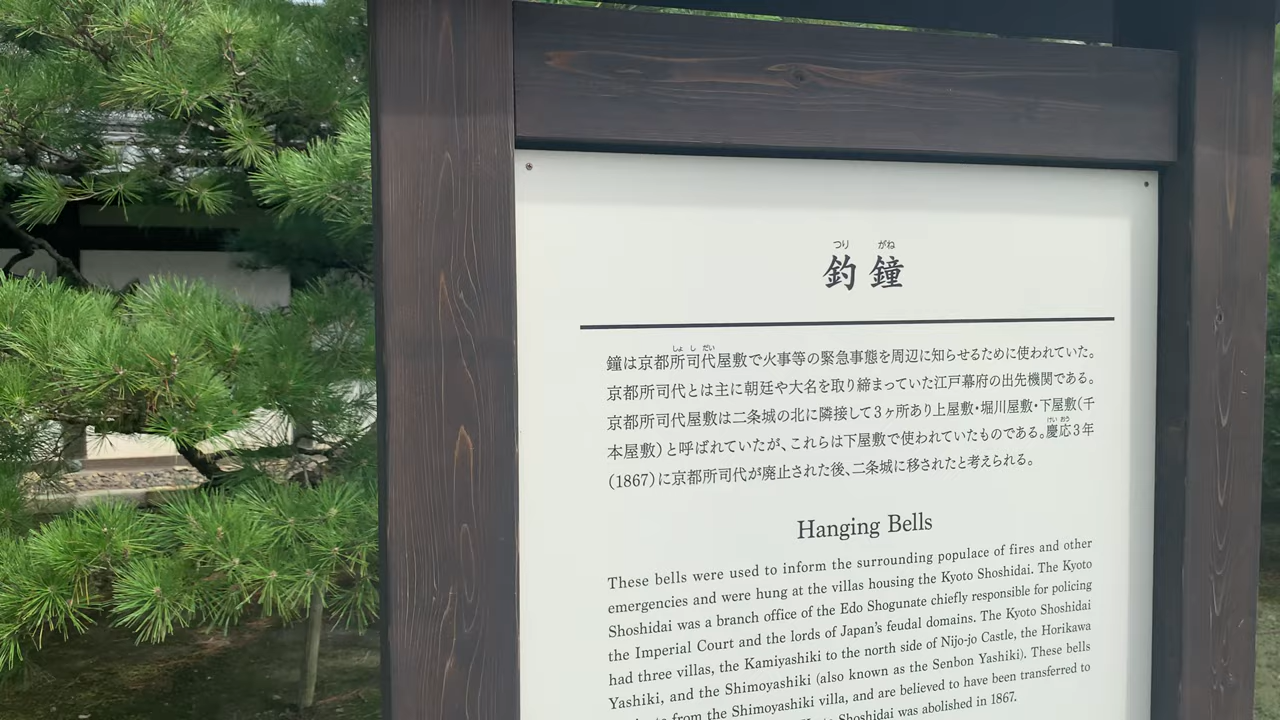 つり がね
釣鐘
しょ し だい
鐘は京都所司代屋敷で火事等の緊急事態を周辺に知らせるために使われていた。
京都所司代とは主に朝廷や大名を取り締まっていた江戸幕府の出先機関である。
京都所司代屋敷は二条城の北に隣接して3ヶ所あり上屋敷・堀川屋敷・下屋敷(千
けい おう
本屋敷)と呼ばれていたが、これらは下屋敷で使われていたものである。慶応3年
(1867)に京都所司代が廃止された後、二条城に移されたと考えられる。
Hanging Bells
These bells were used to inform the surrounding populace of fires and other
emergencies and were hung at the villas housing the Kyoto Shoshidai. The Kyoto
Shoshidai was a branch office of the Edo Shogunate chiefly responsible for policing
the Imperial Court and the lords of Japan's feudal domains. The Kyoto Shoshidai
had three villas, the Kamiyashiki to the north side of Nijo-jo Castle, the Horikawa
Yashiki, and the Shimoyashiki (also known as the Senbon Yashiki). These bells
from the Shimoyashiki villa, and are believed to have been transferred to
Shoshidai was abolished in 1867.